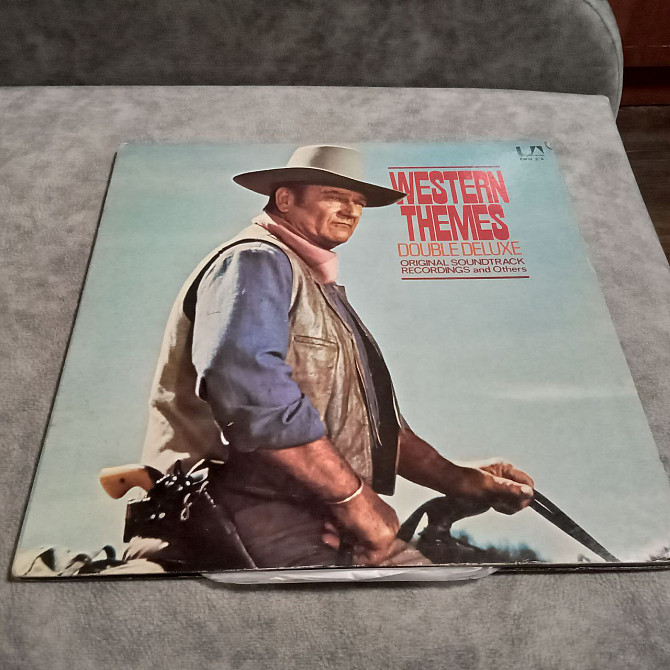 UA
WESTERN
THEMES
DOUBLE DELUXE
ORIGINAL SOUNDTRACK
RECORDINGS and Others